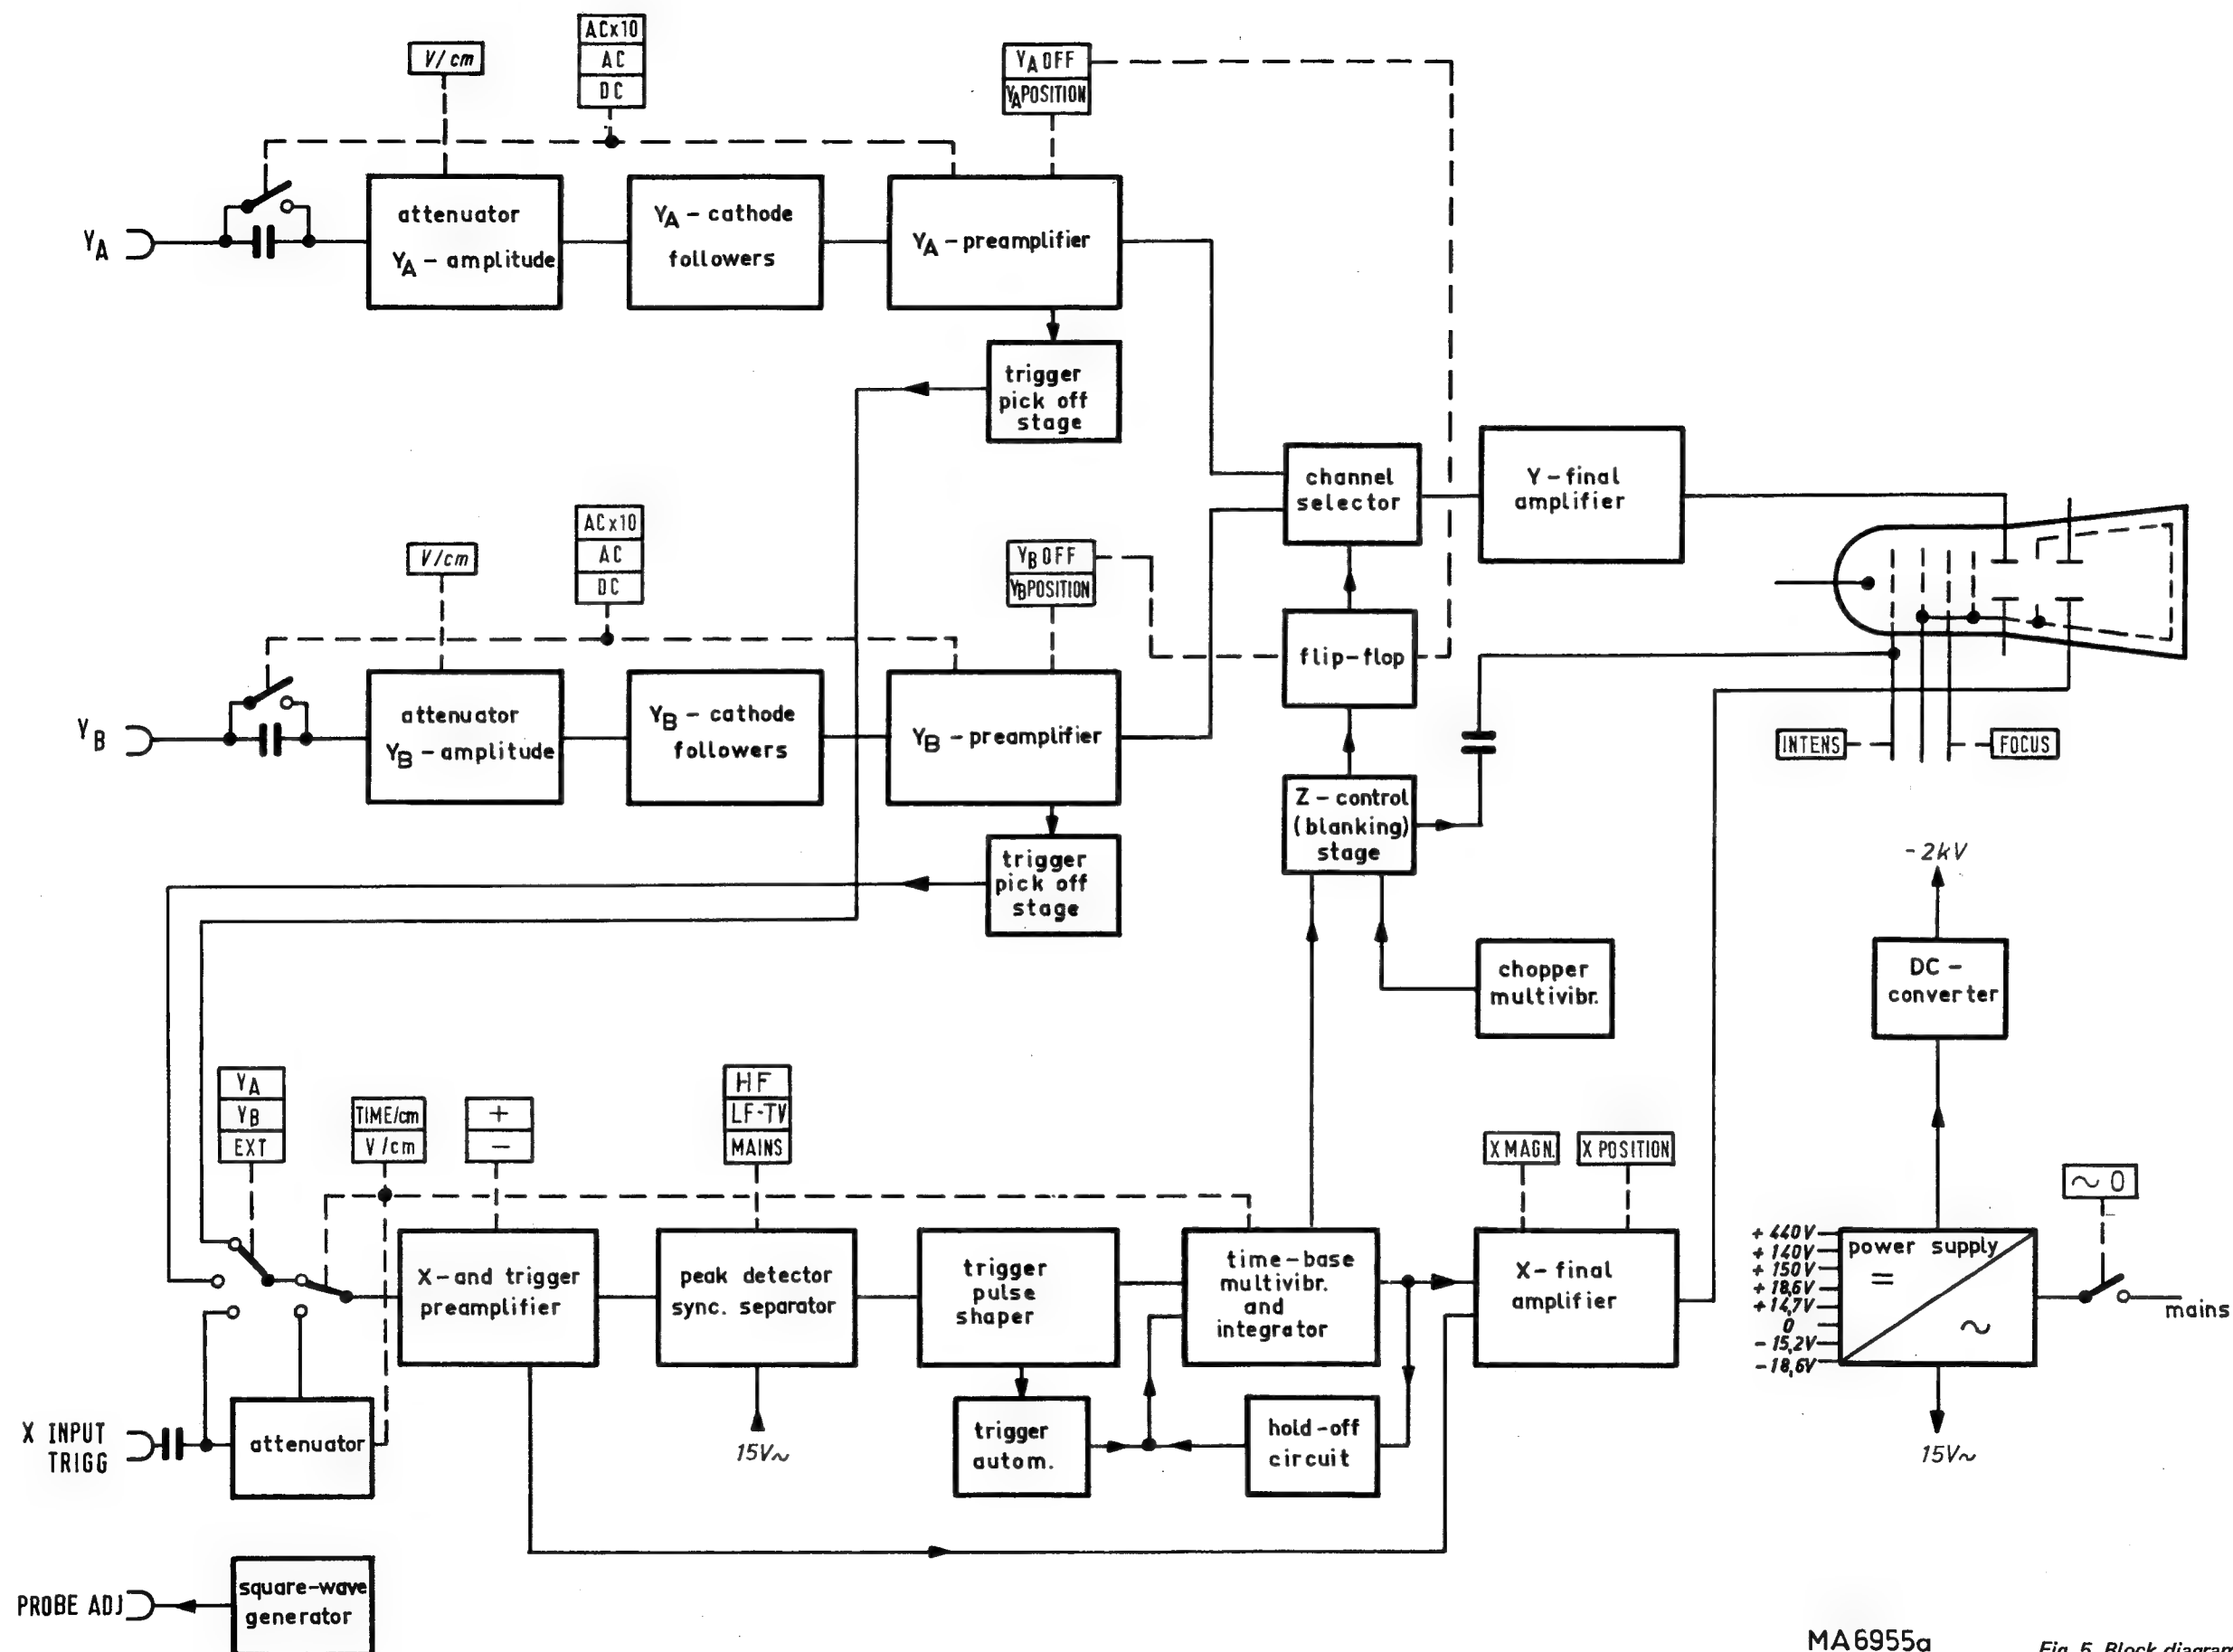 V/cm
ACx10
AC
DC
YA OFF
YA POSITION
YA
attenuator
YA - amplitude
YA - cathode
followers
YA - preamplifier
trigger
pick off
stage
channel
selector
Y - final
amplifier
V/cm
ACx10
AC
DC
YB OFF
YB POSITION
YB
attenuator
YB - amplitude
YB - cathode
followers
YB - preamplifier
flip-flop
INTENS
FOCUS
trigger
pick off
stage
Z - control
(blanking)
stage
-2kV
chopper
multivibr.
DC -
converter
YA
YB
EXT
TIME/cm
V/cm
+
-
HF
LF-TV
MAINS
X MAGN.
X POSITION
~ 0
X-and trigger
preamplifier
peak detector
sync. separator
trigger
pulse
shaper
time-base
multivibr.
and
integrator
X- final
amplifier
+ 440V
+ 140V
+ 150V
+ 18,6V
+ 14,7V
0
- 15,2V
- 18,6V
power supply
=
~
mains
X INPUT
TRIGG
attenuator
15V~
trigger
autom.
hold-off
circuit
15V~
PROBE ADJ
square-wave
generator
MA6955a
Fig. 5. Block diagram